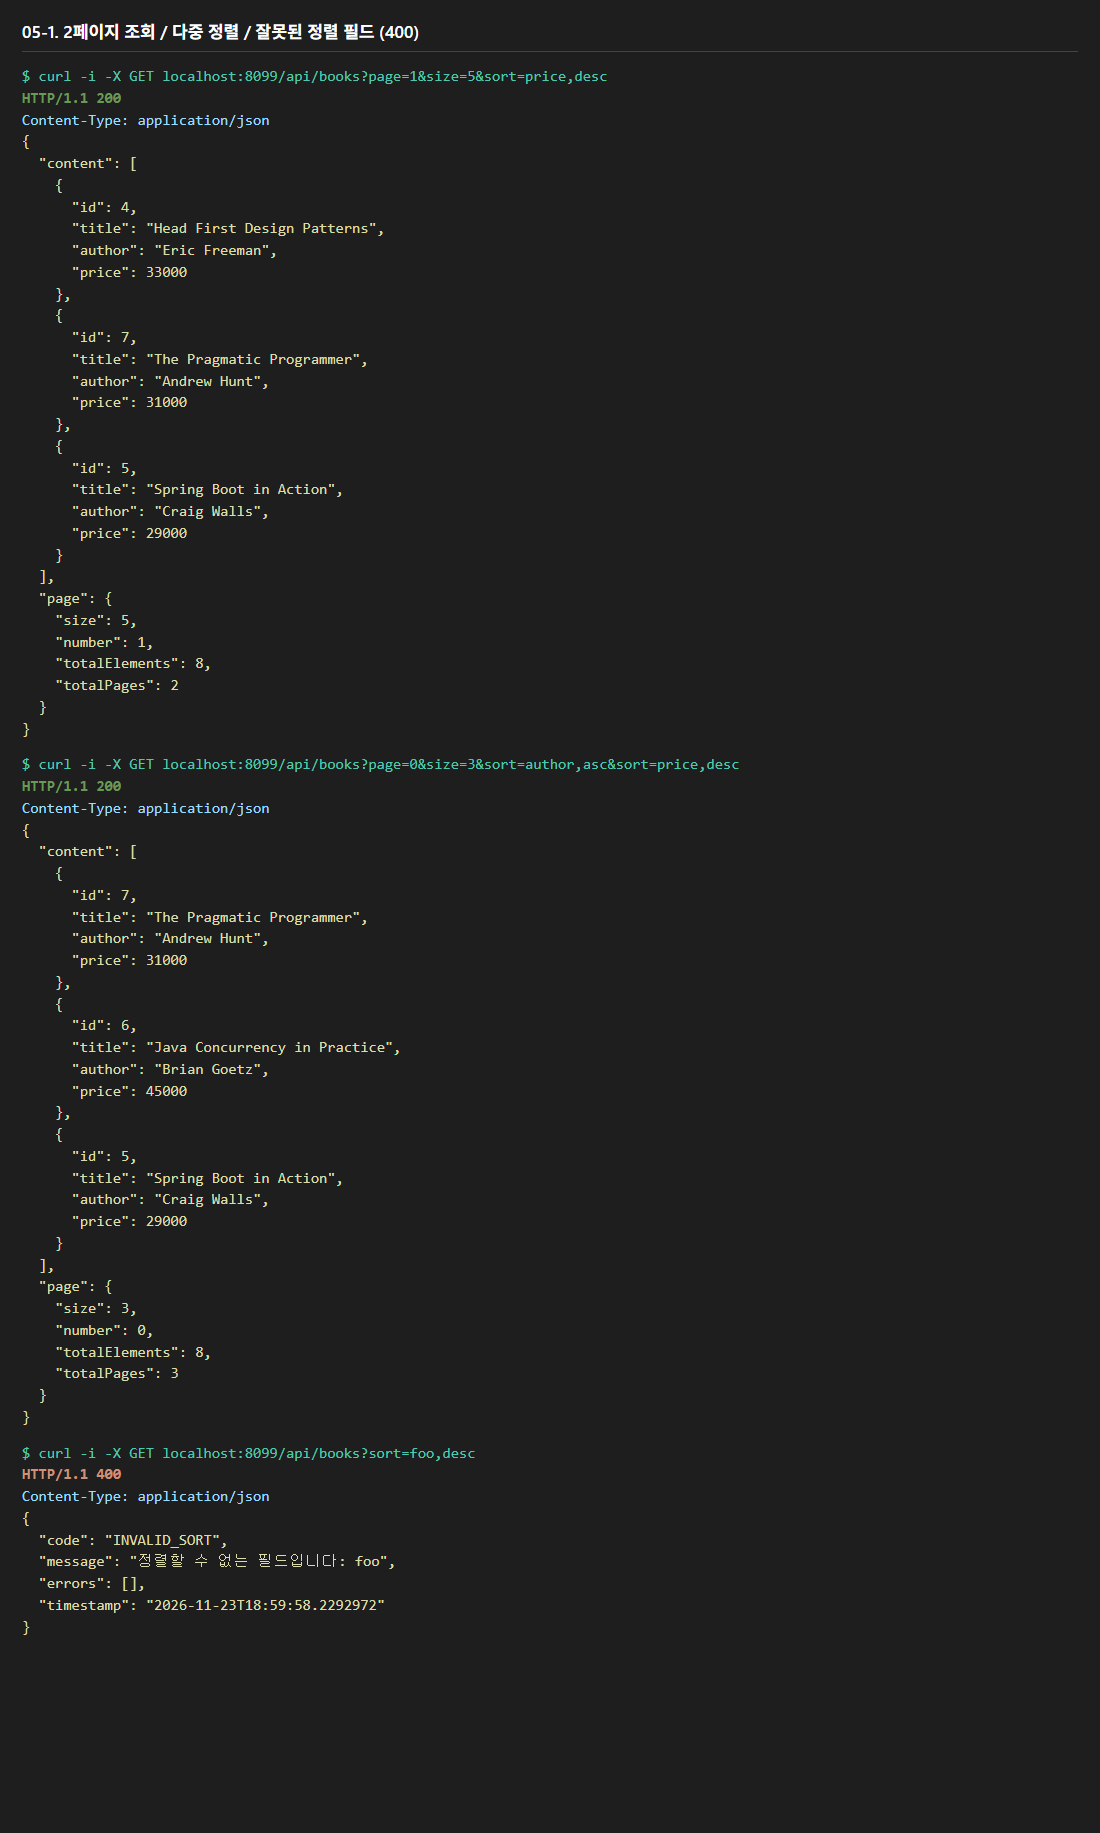 05-1. 2페이지 조회 / 다중 정렬 / 잘못된 정렬 필드 (400)
$ curl -i -X GET localhost:8099/api/books?page=1&size=5&sort=price,desc
HTTP/1.1 200
Content-Type: application/json
{
  "content": [
    {
      "id": 4,
      "title": "Head First Design Patterns",
      "author": "Eric Freeman",
      "price": 33000
    },
    {
      "id": 7,
      "title": "The Pragmatic Programmer",
      "author": "Andrew Hunt",
      "price": 31000
    },
    {
      "id": 5,
      "title": "Spring Boot in Action",
      "author": "Craig Walls",
      "price": 29000
    }
  ],
  "page": {
    "size": 5,
    "number": 1,
    "totalElements": 8,
    "totalPages": 2
  }
}
$ curl -i -X GET localhost:8099/api/books?page=0&size=3&sort=author,asc&sort=price,desc
HTTP/1.1 200
Content-Type: application/json
{
  "content": [
    {
      "id": 7,
      "title": "The Pragmatic Programmer",
      "author": "Andrew Hunt",
      "price": 31000
    },
    {
      "id": 6,
      "title": "Java Concurrency in Practice",
      "author": "Brian Goetz",
      "price": 45000
    },
    {
      "id": 5,
      "title": "Spring Boot in Action",
      "author": "Craig Walls",
      "price": 29000
    }
  ],
  "page": {
    "size": 3,
    "number": 0,
    "totalElements": 8,
    "totalPages": 3
  }
}
$ curl -i -X GET localhost:8099/api/books?sort=foo,desc
HTTP/1.1 400
Content-Type: application/json
{
  "code": "INVALID_SORT",
  "message": "정렬할 수 없는 필드입니다: foo",
  "errors": [],
  "timestamp": "2026-11-23T18:59:58.2292972"
}